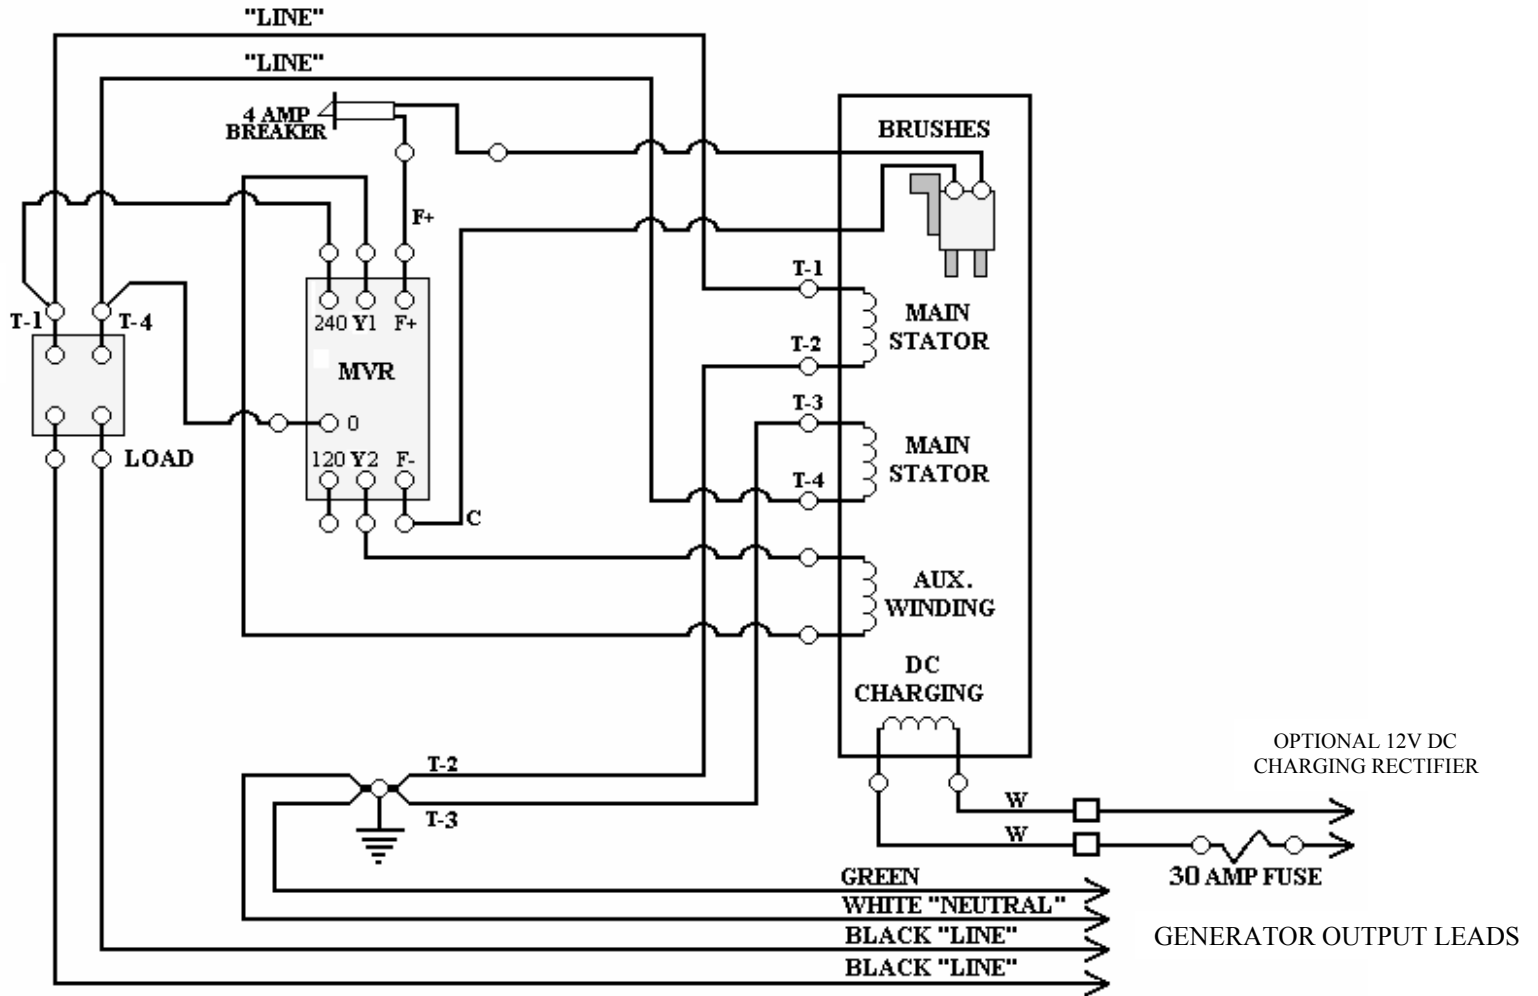 "LINE"
"LINE"
4 AMP
BREAKER
BRUSHES
F+
T-1
T-1
T-4
240 Y1 F+
MAIN
STATOR
T-2
MVR
T-3
0
MAIN
STATOR
LOAD
120 Y2 F-
T-4
C
AUX.
WINDING
DC
CHARGING
OPTIONAL 12V DC
CHARGING RECTIFIER
T-2
T-3
W
W
30 AMP FUSE
GREEN
WHITE "NEUTRAL"
BLACK "LINE"
BLACK "LINE"
GENERATOR OUTPUT LEADS